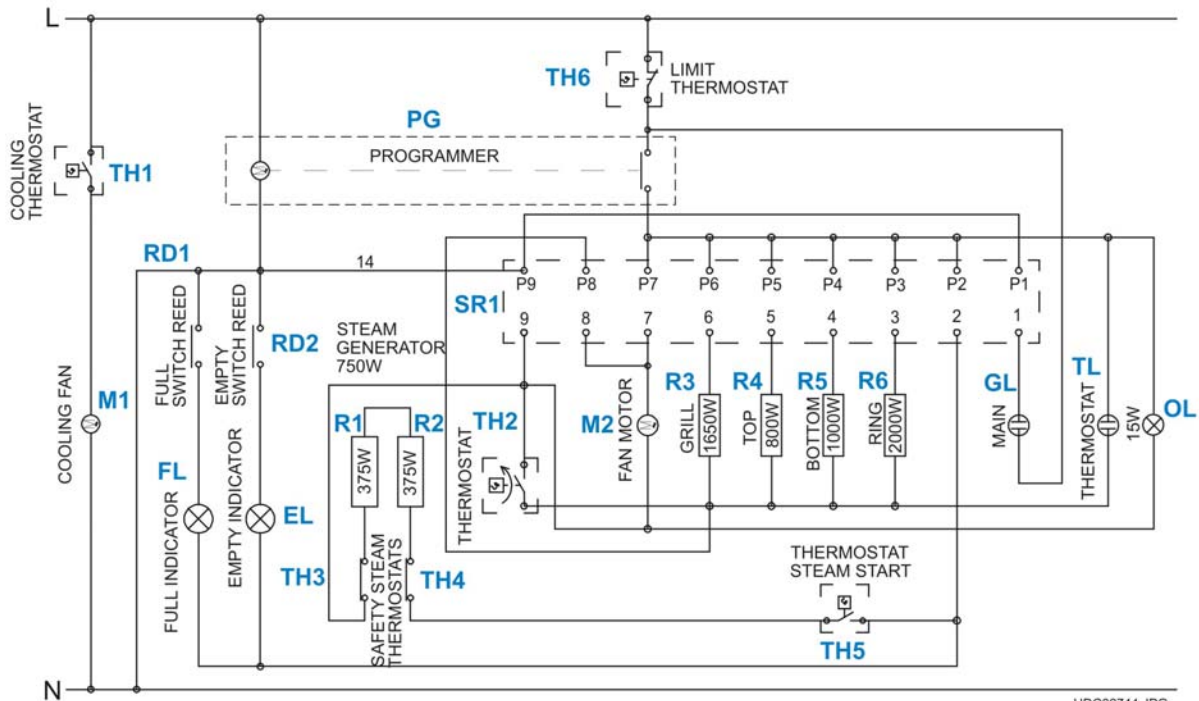 L
TH6
LIMIT
THERMOSTAT
PG
PROGRAMMER
COOLING
THERMOSTAT
TH1
RD1
14
P9
P8
P7
P6
P5
P4
P3
P2
P1
SR1
9
8
7
6
5
4
3
2
1
FULL
SWITCH REED
EMPTY
SWITCH REED
RD2
STEAM
GENERATOR
750W
COOLING FAN
M1
R1
375W
R2
375W
TH2
THERMOSTAT
M2
FAN MOTOR
R3
GRILL
1650W
R4
TOP
800W
R5
BOTTOM
1000W
R6
RING
2000W
GL
MAIN
TL
THERMOSTAT
15W
OL
FL
FULL INDICATOR
EL
EMPTY INDICATOR
TH3
SAFETY STEAM
THERMOSTATS
TH4
THERMOSTAT
STEAM START
TH5
N